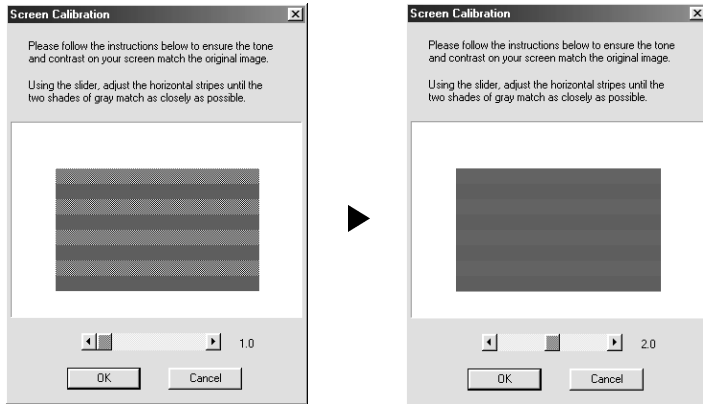 Screen Calibration
Please follow the instructions below to ensure the tone
and contrast on your screen match the original image.
Using the slider, adjust the horizontal stripes until the
two shades of gray match as closely as possible.
1.0
OK
Cancel
Screen Calibration
Please follow the instructions below to ensure the tone
and contrast on your screen match the original image.
Using the slider, adjust the horizontal stripes until the
two shades of gray match as closely as possible.
2.0
OK
Cancel